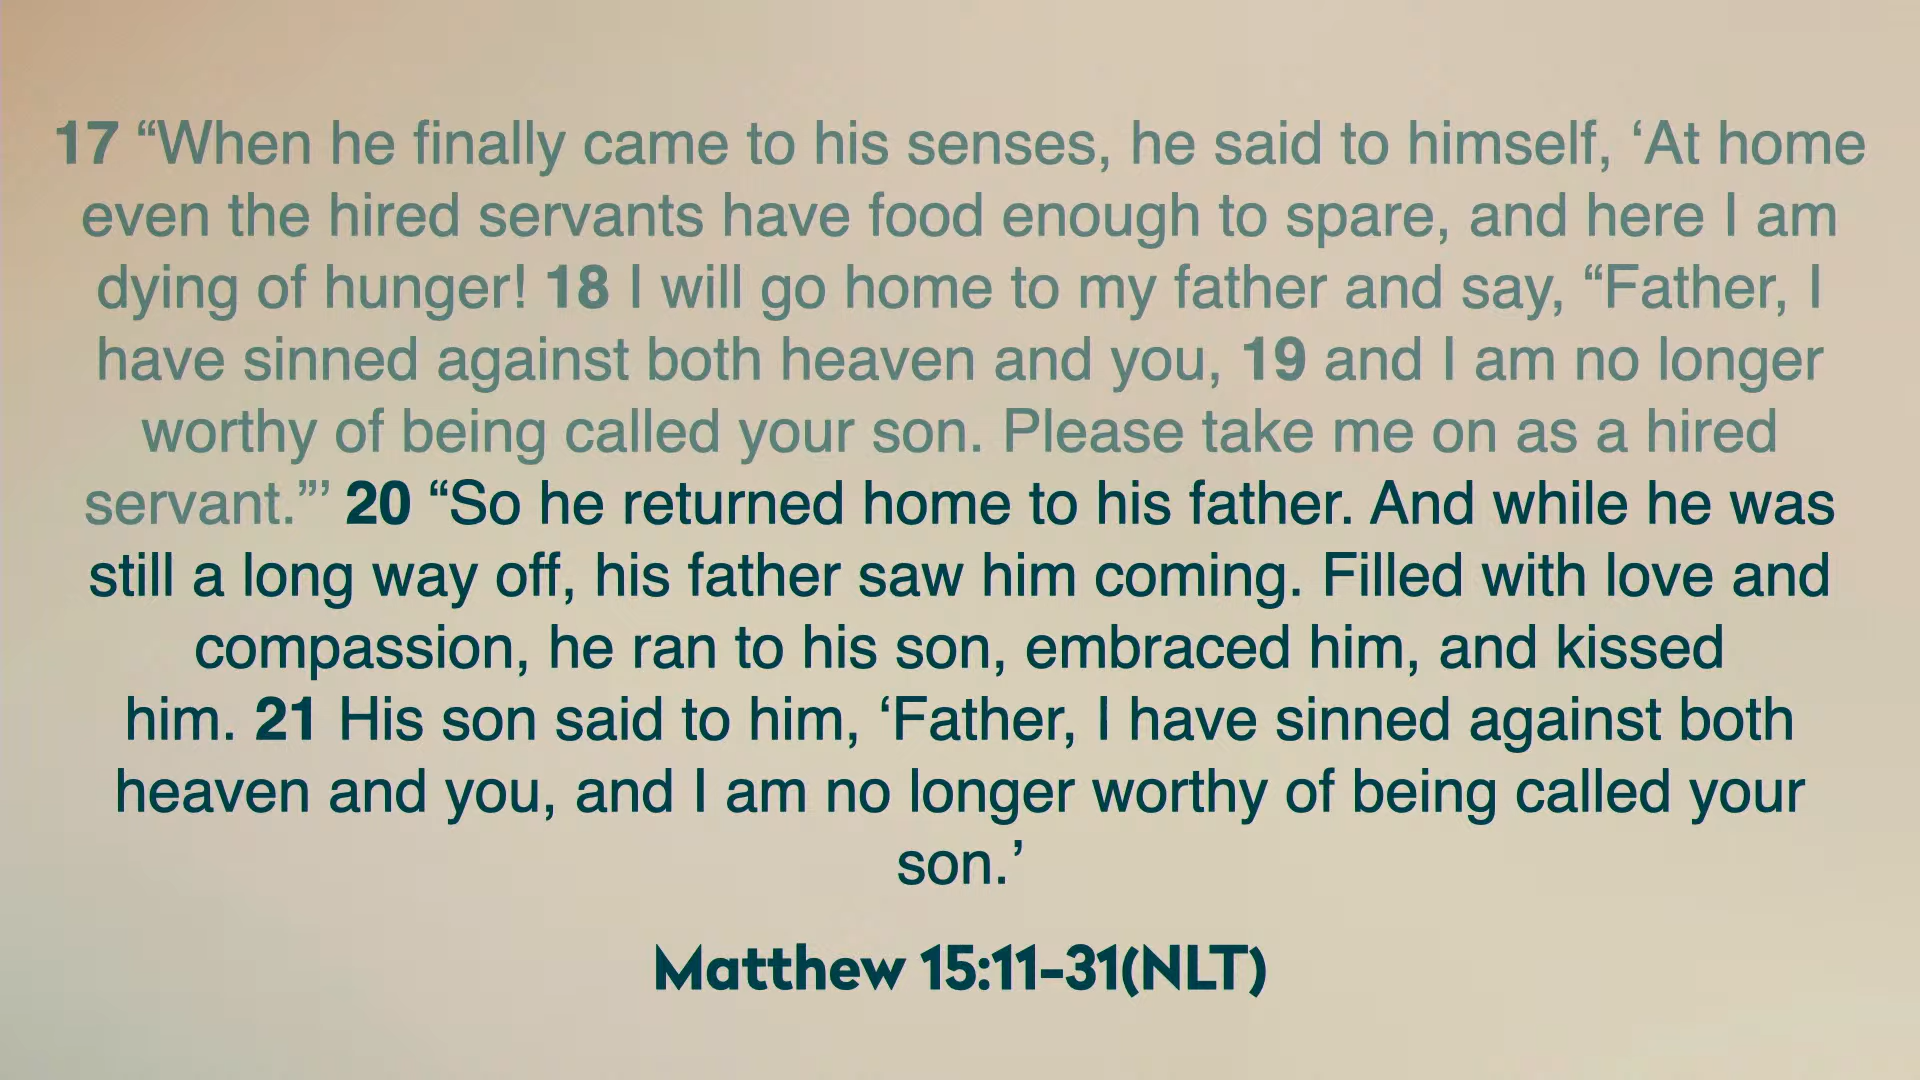 17 “When he finally came to his senses, he said to himself, ‘At home
even the hired servants have food enough to spare, and here I am
dying of hunger! 18 I will go home to my father and say, “Father, I
have sinned against both heaven and you, 19 and I am no longer
worthy of being called your son. Please take me on as a hired
servant.”’ 20 “So he returned home to his father. And while he was
still a long way off, his father saw him coming. Filled with love and
compassion, he ran to his son, embraced him, and kissed
him. 21 His son said to him, ‘Father, I have sinned against both
heaven and you, and I am no longer worthy of being called your
son.’
Matthew 15:11-31(NLT)